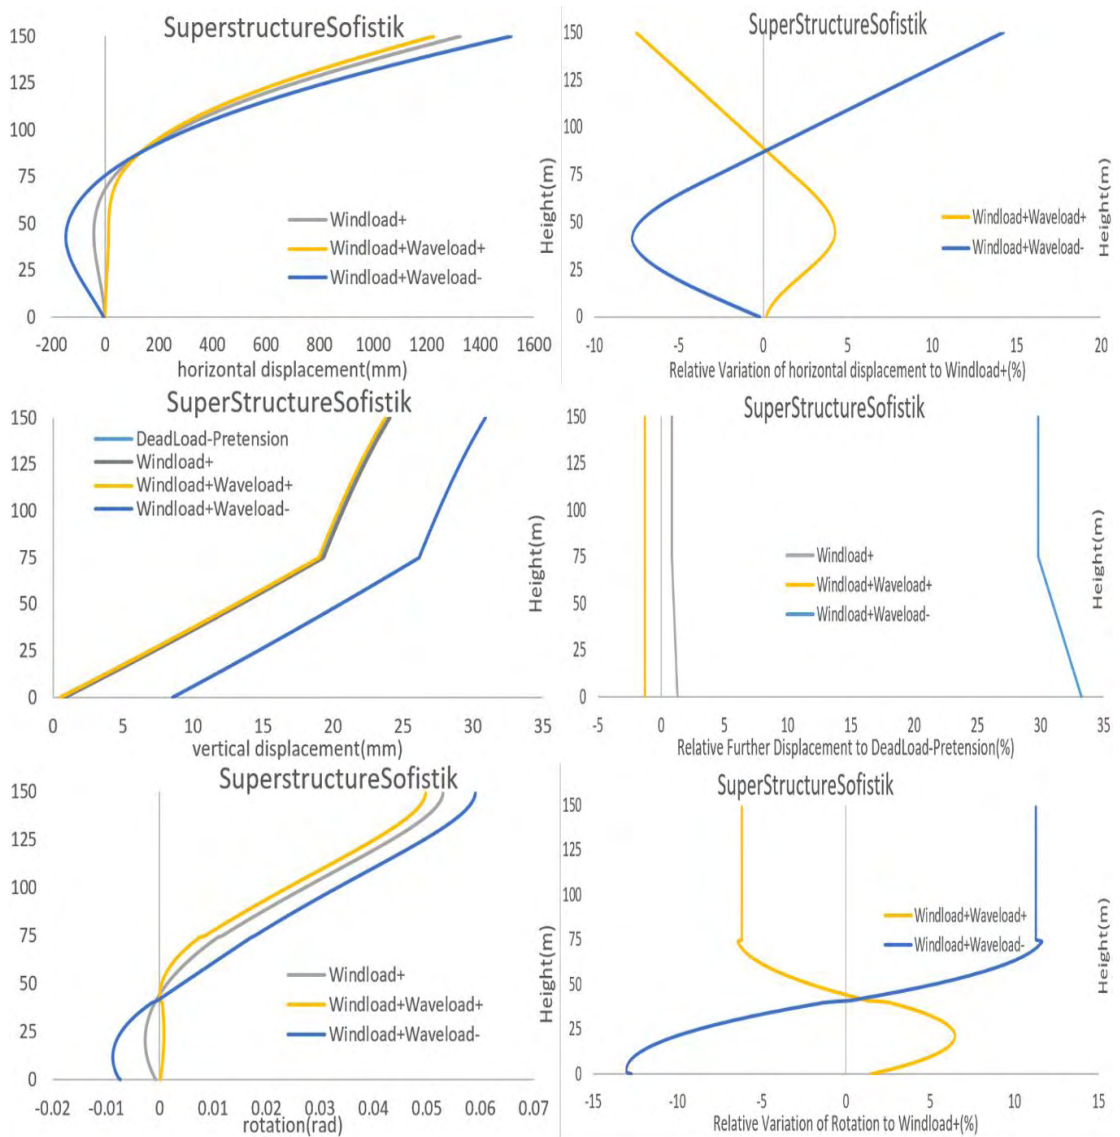 SuperstructureSofistik
150
125
100
75
50
25
0
-200 0 200 400 600 800 1000 1200 1400 1600
horizontal displacement(mm)
Height(m)
Windload+
Windload+Waveload+
Windload+Waveload-
SuperStructureSofistik
150
125
100
75
50
25
0
-10 -5 0 5 10 15 20
Relative Variation of horizontal displacement to Windload+(%)
Height(m)
Windload+Waveload+
Windload+Waveload-
SuperStructureSofistik
150
125
100
75
50
25
0
0 5 10 15 20 25 30 35
vertical displacement(mm)
Height(m)
DeadLoad-Pretension
Windload+
Windload+Waveload+
Windload+Waveload-
SuperStructureSofistik
150
125
100
75
50
25
0
-5 0 5 10 15 20 25 30 35
Relative Further Displacement to DeadLoad-Pretension(%)
Height(m)
Windload+
Windload+Waveload+
Windload+Waveload-
SuperstructureSofistik
150
125
100
75
50
25
0
-0.02 -0.01 0 0.01 0.02 0.03 0.04 0.05 0.06 0.07
rotation(rad)
Height(m)
Windload+
Windload+Waveload+
Windload+Waveload-
SuperStructureSofistik
150
125
100
75
50
25
0
-15 -10 -5 0 5 10 15
Relative Variation of Rotation to Windload+(%)
Height(m)
Windload+Waveload+
Windload+Waveload-